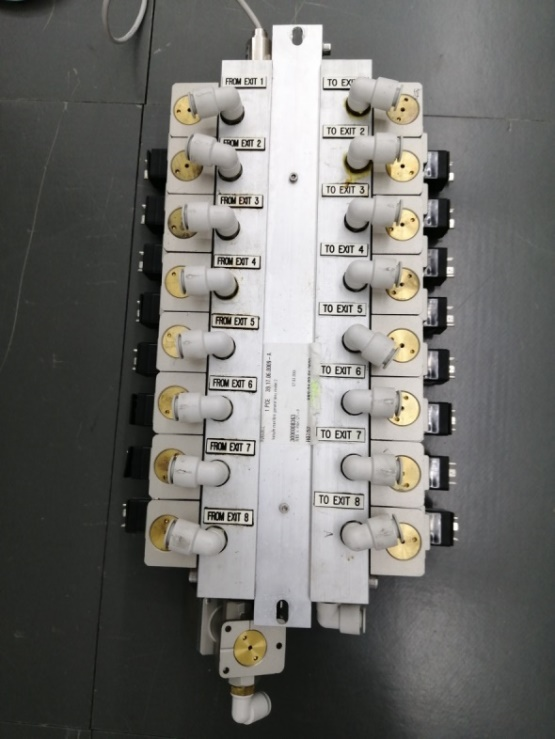 FROM EXIT 1
TO EXI
FROM EXIT 2
TO EXIT 2
FROM EXIT 3
TO EXIT 3
FROM EXIT 4
TO EXIT 4
FROM EXIT 5
TO EXIT 5
FROM EXIT 6
TO EXIT 6
FROM EXIT 7
TO EXIT 7
FROM EXIT 8
TO EXIT 8
1 PCE